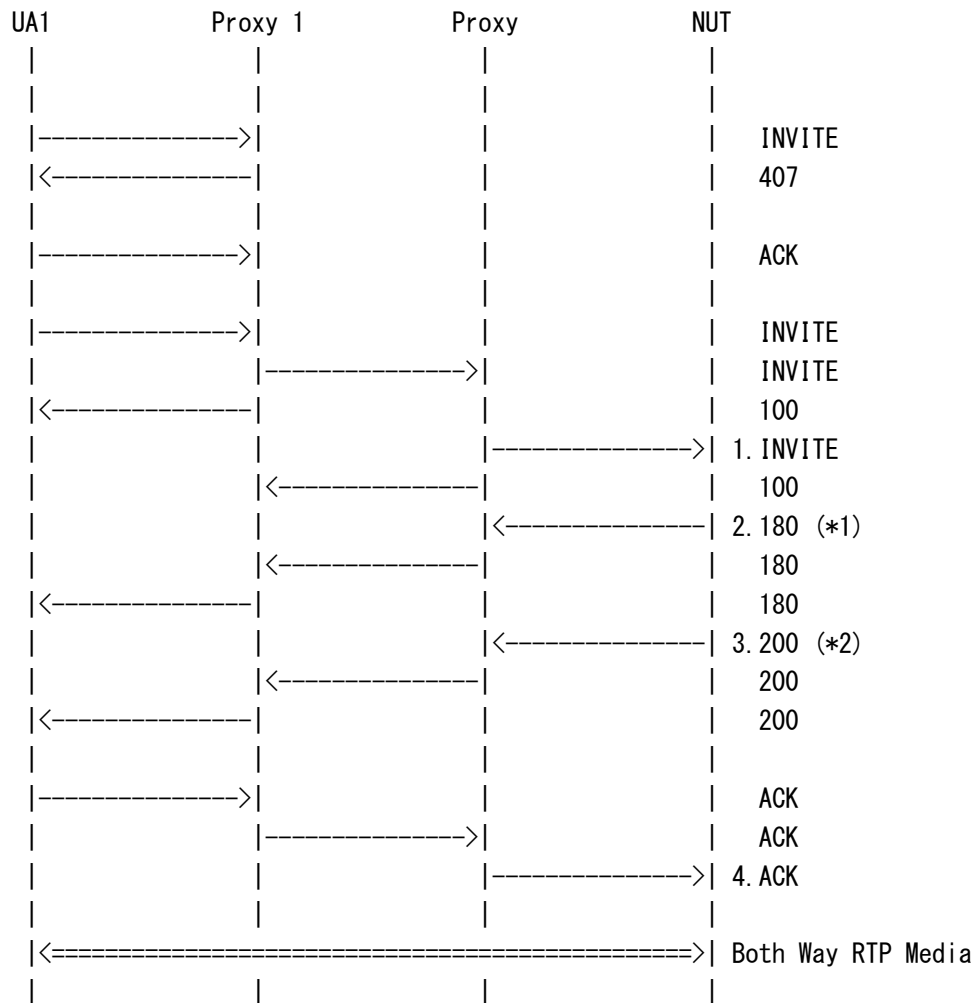 UA1 Proxy 1 Proxy NUT
INVITE
407
ACK
INVITE
INVITE
100
1. INVITE
100
2. 180 (*1)
180
180
3. 200 (*2)
200
200
ACK
ACK
4. ACK
Both Way RTP Media